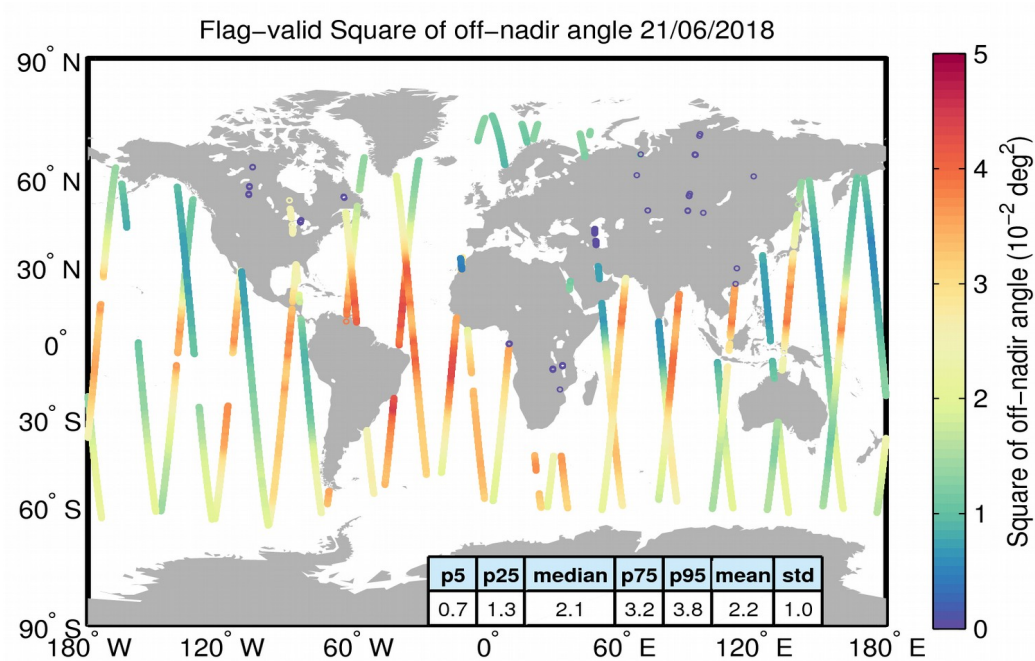 Flag−valid Square of off−nadir angle 21/06/2018
90° N
60° N
30° N
0°
30° S
60° S
90° S
180° W
120° W
60° W
0°
60° E
120° E
180° E
p5 p25 median p75 p95 mean std
0.7 1.3 2.1 3.2 3.8 2.2 1.0
5
4
3
2
1
0
Square of off−nadir angle (10⁻² deg²)